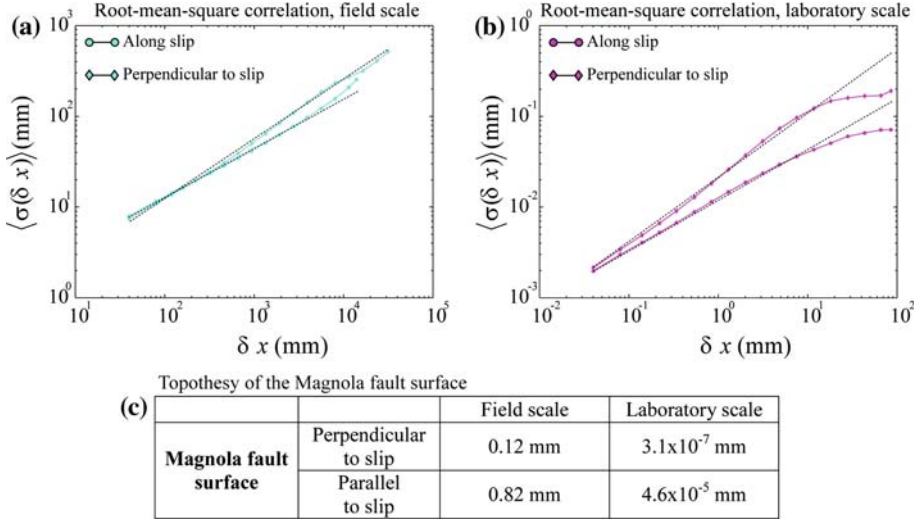 Root-mean-square correlation, field scale
(a)
10³
Along slip
Perpendicular to slip
10²
10¹
10⁰
⟨σ(δ x)⟩(mm)
10¹ 10² 10³ 10⁴ 10⁵
δ x (mm)
Root-mean-square correlation, laboratory scale
(b)
10⁰
Along slip
Perpendicular to slip
10⁻¹
10⁻²
10⁻³
⟨σ(δ x)⟩(mm)
10⁻² 10⁻¹ 10⁰ 10¹ 10²
δ x (mm)
Topothesy of the Magnola fault surface
(c)
Field scale Laboratory scale
Magnola fault
surface
Perpendicular
to slip
0.12 mm 3.1x10⁻⁷ mm
Parallel
to slip
0.82 mm 4.6x10⁻⁵ mm